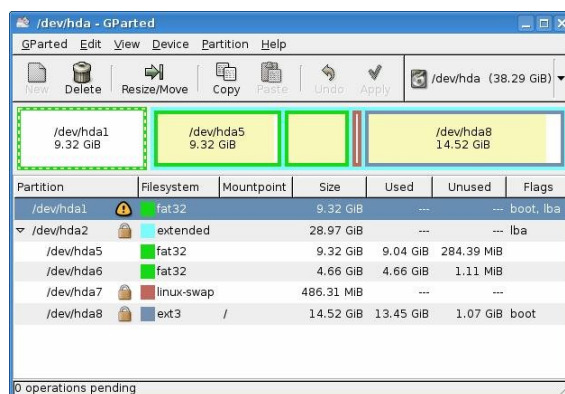 /dev/hda - GParted
GParted Edit View Device Partition Help
New Delete Resize/Move Copy Paste Undo Apply /dev/hda (38.29 GiB)
/dev/hda1 /dev/hda5 /dev/hda8
9.32 GiB 9.32 GiB 14.52 GiB
Partition Filesystem Mountpoint Size Used Unused Flags
/dev/hda1 fat32 9.32 GiB --- --- boot, lba
/dev/hda2 extended 28.97 GiB --- --- lba
/dev/hda5 fat32 9.32 GiB 9.04 GiB 284.39 MiB
/dev/hda6 fat32 4.66 GiB 4.66 GiB 1.11 MiB
/dev/hda7 linux-swap 486.31 MiB --- ---
/dev/hda8 ext3 / 14.52 GiB 13.45 GiB 1.07 GiB boot
0 operations pending